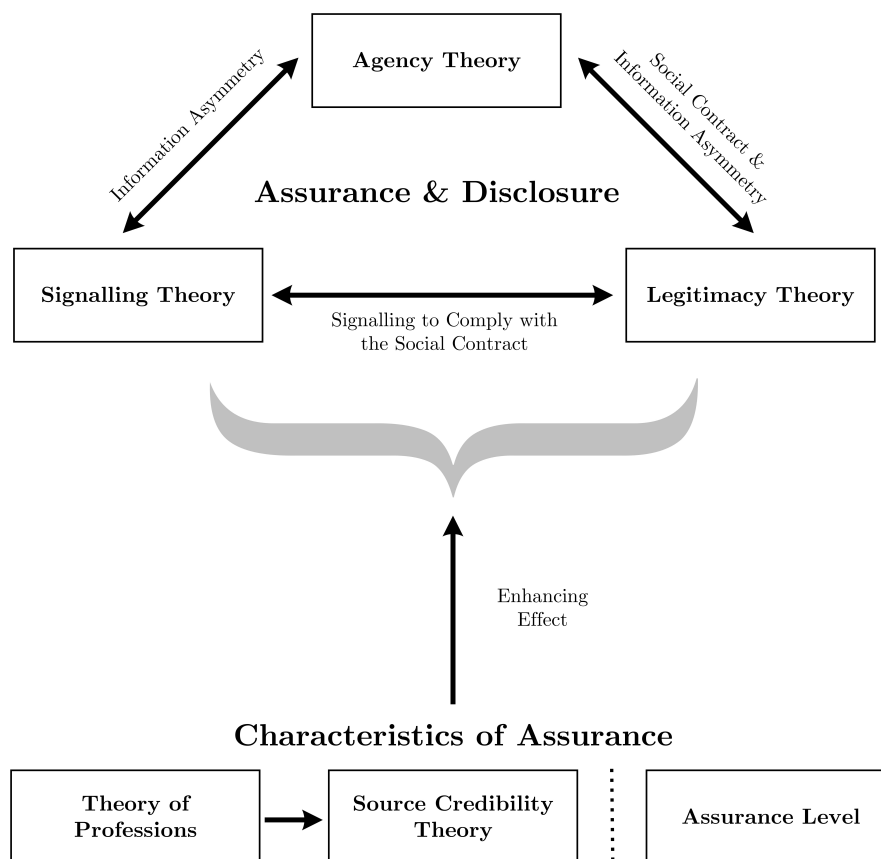 Agency Theory
Information Asymmetry
Social Contract &
Information Asymmetry
Assurance & Disclosure
Signalling Theory
Legitimacy Theory
Signalling to Comply with
the Social Contract
Enhancing
Effect
Characteristics of Assurance
Theory of
Professions
Source Credibility
Theory
Assurance Level